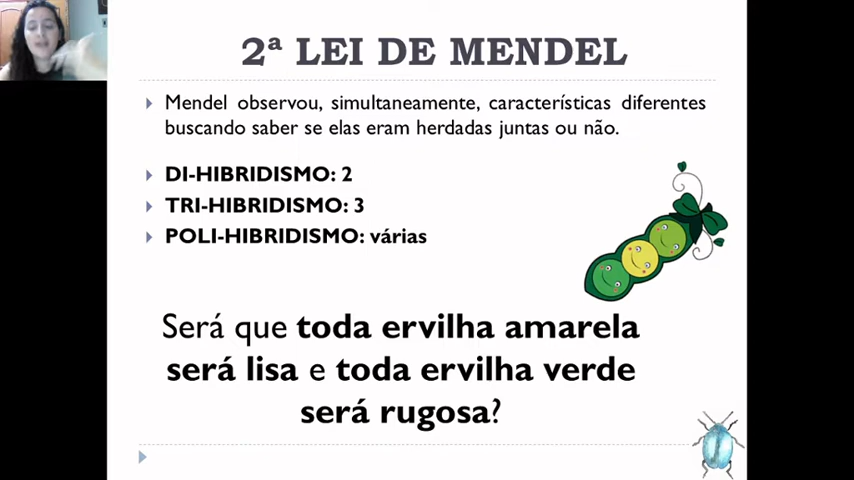 2ª LEI DE MENDEL
Mendel observou, simultaneamente, características diferentes
buscando saber se elas eram herdadas juntas ou não.
DI-HIBRIDISMO: 2
TRI-HIBRIDISMO: 3
POLI-HIBRIDISMO: várias
Será que toda ervilha amarela
será lisa e toda ervilha verde
será rugosa?